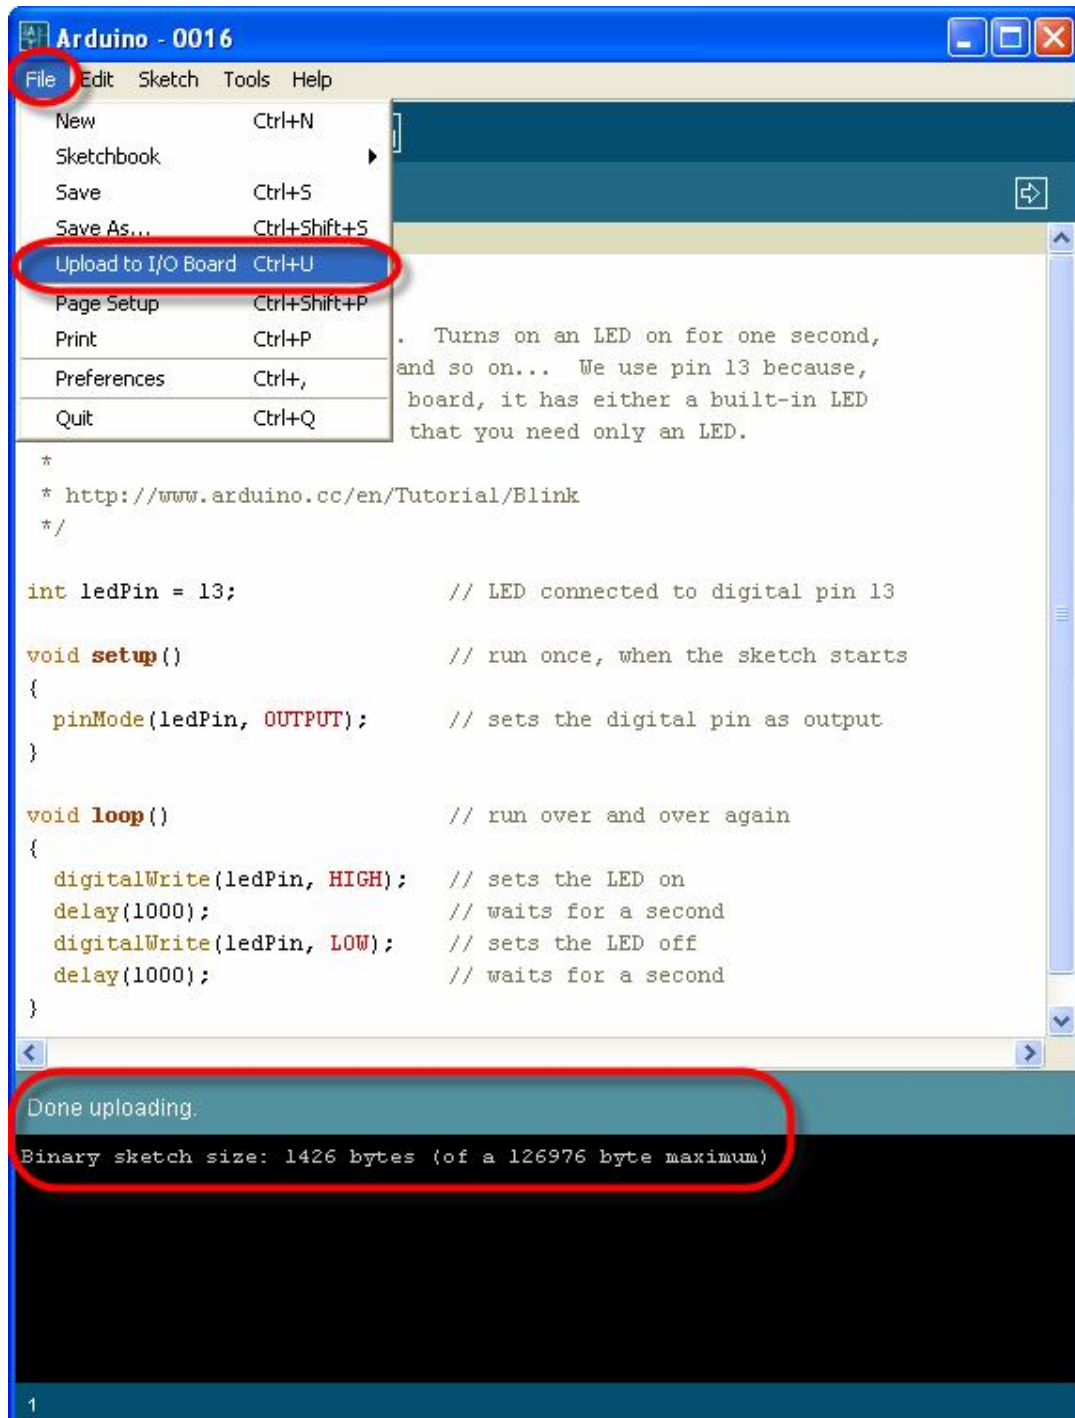 Arduino - 0016
File Edit Sketch Tools Help
New Ctrl+N
Sketchbook
Save Ctrl+S
Save As... Ctrl+Shift+S
Upload to I/O Board Ctrl+U
Page Setup Ctrl+Shift+P
Print Ctrl+P
Preferences Ctrl+,
Quit Ctrl+Q
. Turns on an LED on for one second,
and so on... We use pin 13 because,
board, it has either a built-in LED
that you need only an LED.
*
* http://www.arduino.cc/en/Tutorial/Blink
*/
int ledPin = 13; // LED connected to digital pin 13
void setup() // run once, when the sketch starts
{
pinMode(ledPin, OUTPUT); // sets the digital pin as output
}
void loop() // run over and over again
{
digitalWrite(ledPin, HIGH); // sets the LED on
delay(1000); // waits for a second
digitalWrite(ledPin, LOW); // sets the LED off
delay(1000); // waits for a second
}
Done uploading.
Binary sketch size: 1426 bytes (of a 126976 byte maximum)
1